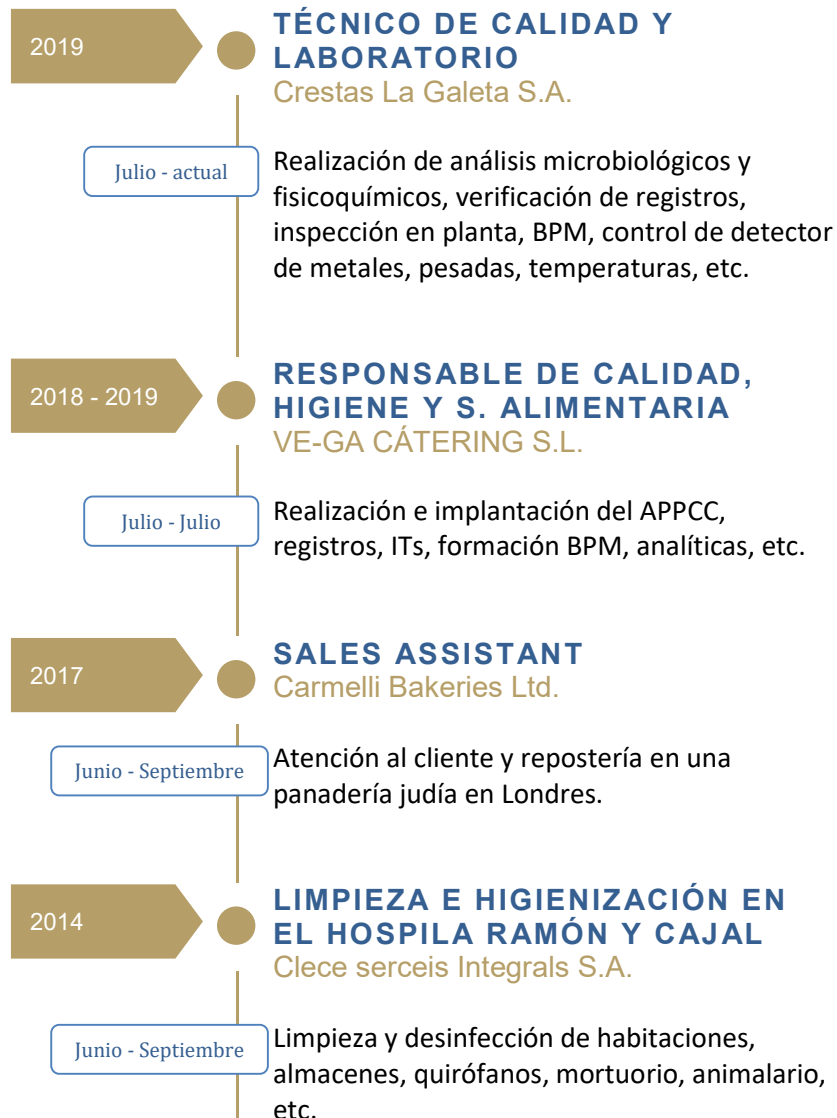 2019
TÉCNICO DE CALIDAD Y
LABORATORIO
Crestas La Galeta S.A.
Julio - actual
Realización de análisis microbiológicos y
fisicoquímicos, verificación de registros,
inspección en planta, BPM, control de detector
de metales, pesadas, temperaturas, etc.
2018 - 2019
RESPONSABLE DE CALIDAD,
HIGIENE Y S. ALIMENTARIA
VE-GA CÁTERING S.L.
Julio - Julio
Realización e implantación del APPCC,
registros, ITs, formación BPM, analíticas, etc.
2017
SALES ASSISTANT
Carmelli Bakeries Ltd.
Junio - Septiembre
Atención al cliente y repostería en una
panadería judía en Londres.
2014
LIMPIEZA E HIGIENIZACIÓN EN
EL HOSPILA RAMÓN Y CAJAL
Clece serceis Integrals S.A.
Junio - Septiembre
Limpieza y desinfección de habitaciones,
almacenes, quirófanos, mortuorio, animalario,
etc.